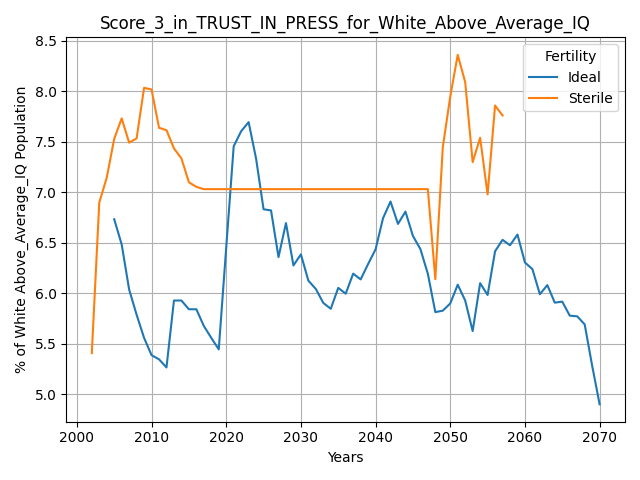 Score_3_in_TRUST_IN_PRESS_for_White_Above_Average_IQ
% of White Above_Average_IQ Population
8.5
8.0
7.5
7.0
6.5
6.0
5.5
5.0
Fertility
Ideal
Sterile
2000 2010 2020 2030 2040 2050 2060 2070
Years